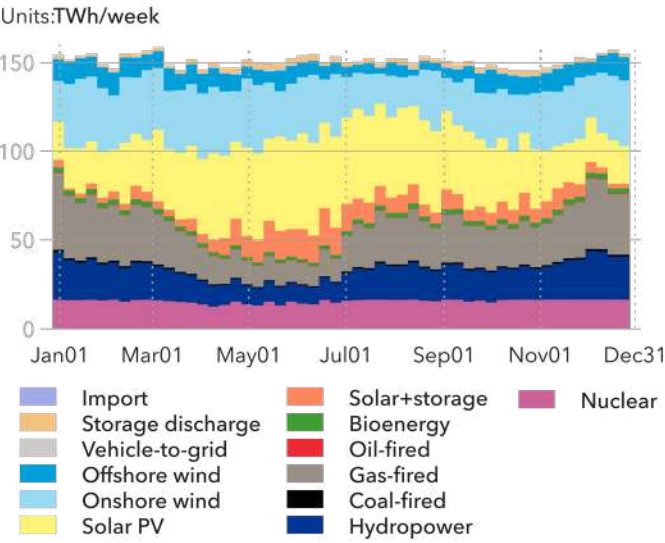 Units:TWh/week
150
100
50
0
Jan01 Mar01 May01 Jul01 Sep01 Nov01 Dec31
Import Solar+storage Nuclear
Storage discharge Bioenergy
Vehicle-to-grid Oil-fired
Offshore wind Gas-fired
Onshore wind Coal-fired
Solar PV Hydropower